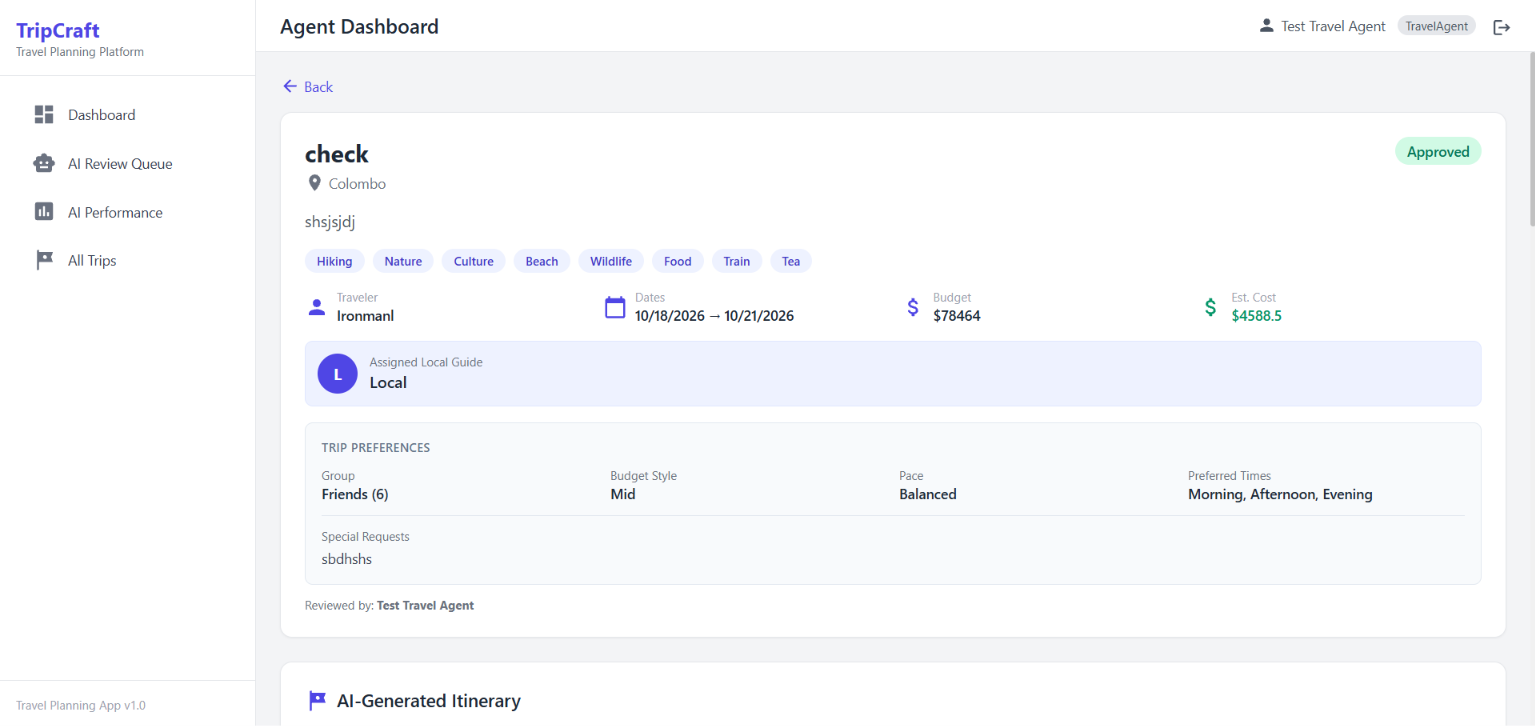 TripCraft
Travel Planning Platform
Dashboard
AI Review Queue
AI Performance
All Trips
Travel Planning App v1.0
Agent Dashboard
Test Travel Agent
TravelAgent
Back
check
Approved
Colombo
shsjsjdj
Hiking Nature Culture Beach Wildlife Food Train Tea
Traveler
Ironmanl
Dates
10/18/2026 → 10/21/2026
Budget
$78464
Est. Cost
$4588.5
L
Assigned Local Guide
Local
TRIP PREFERENCES
Group
Friends (6)
Budget Style
Mid
Pace
Balanced
Preferred Times
Morning, Afternoon, Evening
Special Requests
sbdhshs
Reviewed by: Test Travel Agent
AI-Generated Itinerary